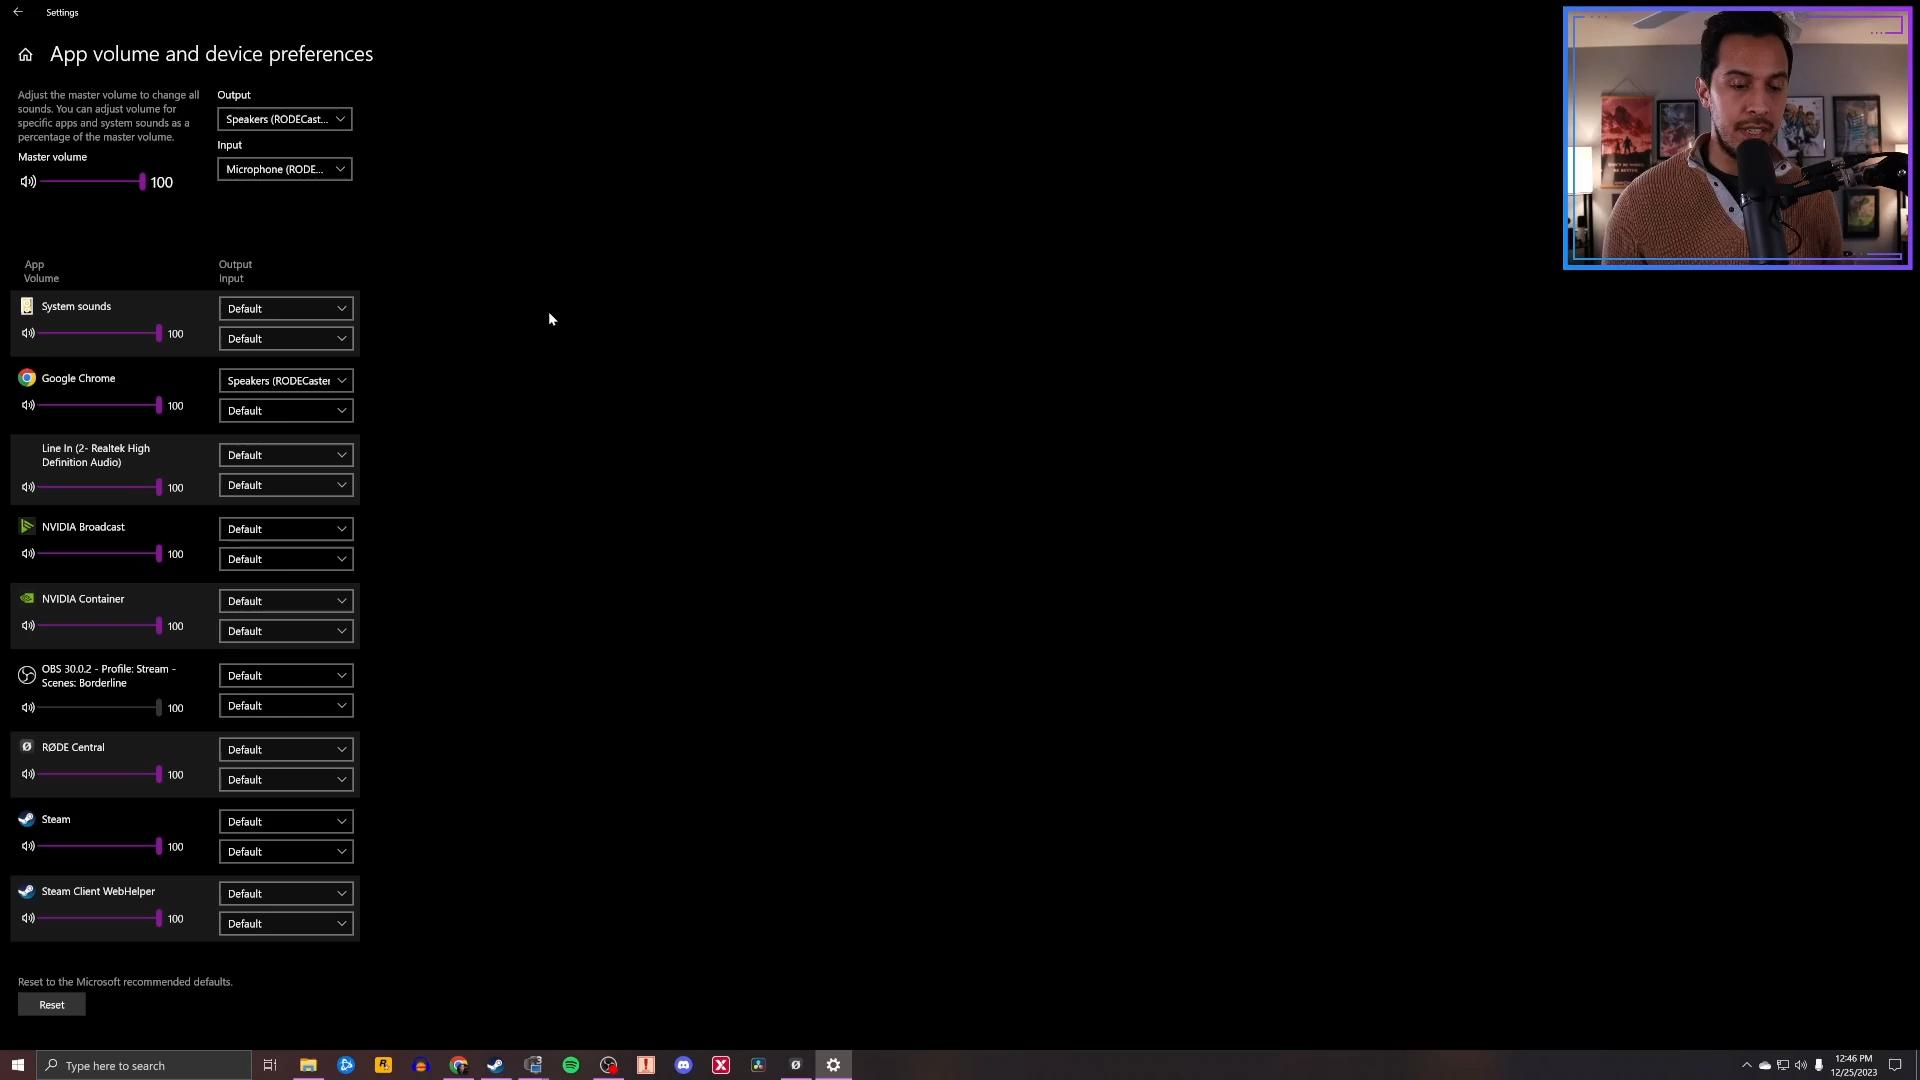 Settings
App volume and device preferences
Adjust the master volume to change all
sounds. You can adjust volume for
specific apps and system sounds as a
percentage of the master volume.
Master volume
100
Output
Speakers (RODECast...
Input
Microphone (RODE...
App
Volume
Output
Input
System sounds
100
Default
Default
Google Chrome
100
Speakers (RODECaster
Default
Line In (2- Realtek High
Definition Audio)
100
Default
Default
NVIDIA Broadcast
100
Default
Default
NVIDIA Container
100
Default
Default
OBS 30.0.2 - Profile: Stream -
Scenes: Borderline
100
Default
Default
RØDE Central
100
Default
Default
Steam
100
Default
Default
Steam Client WebHelper
100
Default
Default
Reset to the Microsoft recommended defaults.
Reset
Type here to search
12:46 PM
12/25/2023